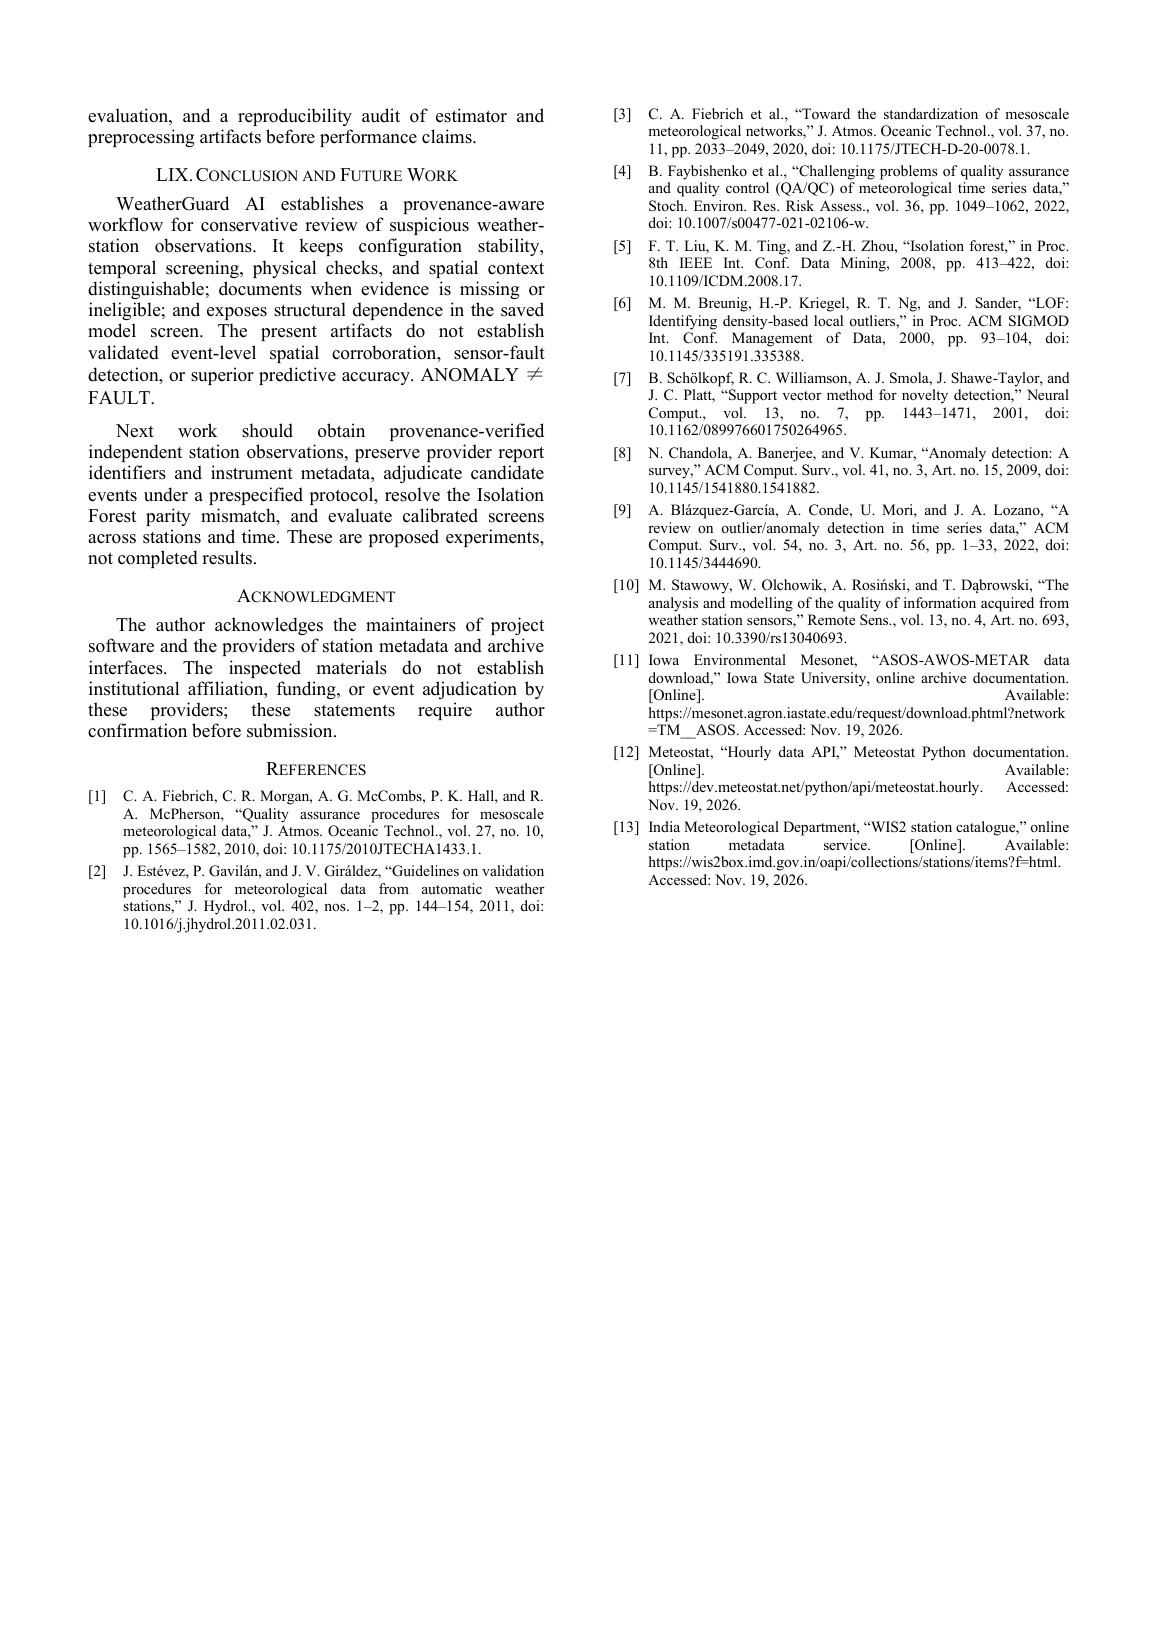 evaluation, and a reproducibility audit of estimator and
preprocessing artifacts before performance claims.
LIX. CONCLUSION AND FUTURE WORK
WeatherGuard AI establishes a provenance-aware
workflow for conservative review of suspicious weather-
station observations. It keeps configuration stability,
temporal screening, physical checks, and spatial context
distinguishable; documents when evidence is missing or
ineligible; and exposes structural dependence in the saved
model screen. The present artifacts do not establish
validated event-level spatial corroboration, sensor-fault
detection, or superior predictive accuracy. ANOMALY ≠
FAULT.
Next work should obtain provenance-verified
independent station observations, preserve provider report
identifiers and instrument metadata, adjudicate candidate
events under a prespecified protocol, resolve the Isolation
Forest parity mismatch, and evaluate calibrated screens
across stations and time. These are proposed experiments,
not completed results.
ACKNOWLEDGMENT
The author acknowledges the maintainers of project
software and the providers of station metadata and archive
interfaces. The inspected materials do not establish
institutional affiliation, funding, or event adjudication by
these providers; these statements require author
confirmation before submission.
REFERENCES
[1] C. A. Fiebrich, C. R. Morgan, A. G. McCombs, P. K. Hall, and R.
A. McPherson, “Quality assurance procedures for mesoscale
meteorological data,” J. Atmos. Oceanic Technol., vol. 27, no. 10,
pp. 1565–1582, 2010, doi: 10.1175/2010JTECHA1433.1.
[2] J. Estévez, P. Gavilán, and J. V. Giráldez, “Guidelines on validation
procedures for meteorological data from automatic weather
stations,” J. Hydrol., vol. 402, nos. 1–2, pp. 144–154, 2011, doi:
10.1016/j.jhydrol.2011.02.031.
[3] C. A. Fiebrich et al., “Toward the standardization of mesoscale
meteorological networks,” J. Atmos. Oceanic Technol., vol. 37, no.
11, pp. 2033–2049, 2020, doi: 10.1175/JTECH-D-20-0078.1.
[4] B. Faybishenko et al., “Challenging problems of quality assurance
and quality control (QA/QC) of meteorological time series data,”
Stoch. Environ. Res. Risk Assess., vol. 36, pp. 1049–1062, 2022,
doi: 10.1007/s00477-021-02106-w.
[5] F. T. Liu, K. M. Ting, and Z.-H. Zhou, “Isolation forest,” in Proc.
8th IEEE Int. Conf. Data Mining, 2008, pp. 413–422, doi:
10.1109/ICDM.2008.17.
[6] M. M. Breunig, H.-P. Kriegel, R. T. Ng, and J. Sander, “LOF:
Identifying density-based local outliers,” in Proc. ACM SIGMOD
Int. Conf. Management of Data, 2000, pp. 93–104, doi:
10.1145/335191.335388.
[7] B. Schölkopf, R. C. Williamson, A. J. Smola, J. Shawe-Taylor, and
J. C. Platt, “Support vector method for novelty detection,” Neural
Comput., vol. 13, no. 7, pp. 1443–1471, 2001, doi:
10.1162/089976601750264965.
[8] N. Chandola, A. Banerjee, and V. Kumar, “Anomaly detection: A
survey,” ACM Comput. Surv., vol. 41, no. 3, Art. no. 15, 2009, doi:
10.1145/1541880.1541882.
[9] A. Blázquez-García, A. Conde, U. Mori, and J. A. Lozano, “A
review on outlier/anomaly detection in time series data,” ACM
Comput. Surv., vol. 54, no. 3, Art. no. 56, pp. 1–33, 2022, doi:
10.1145/3444690.
[10] M. Stawowy, W. Olchowik, A. Rosiński, and T. Dąbrowski, “The
analysis and modelling of the quality of information acquired from
weather station sensors,” Remote Sens., vol. 13, no. 4, Art. no. 693,
2021, doi: 10.3390/rs13040693.
[11] Iowa Environmental Mesonet, “ASOS-AWOS-METAR data
download,” Iowa State University, online archive documentation.
[Online]. Available:
https://mesonet.agron.iastate.edu/request/download.phtml?network
=TM__ASOS. Accessed: Nov. 19, 2026.
[12] Meteostat, “Hourly data API,” Meteostat Python documentation.
[Online]. Available:
https://dev.meteostat.net/python/api/meteostat.hourly. Accessed:
Nov. 19, 2026.
[13] India Meteorological Department, “WIS2 station catalogue,” online
station metadata service. [Online]. Available:
https://wis2box.imd.gov.in/oapi/collections/stations/items?f=html.
Accessed: Nov. 19, 2026.